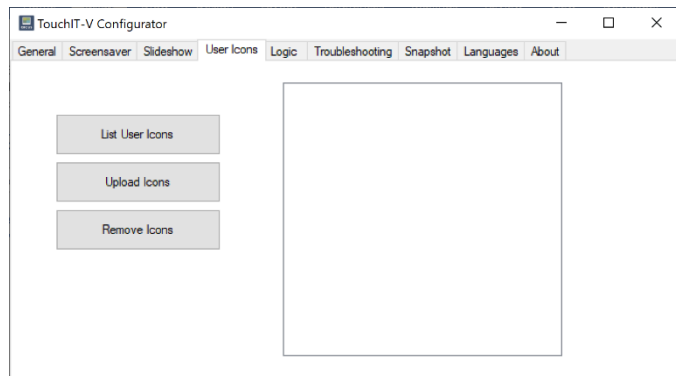 TouchIT-V Configurator
General Screensaver Slideshow User Icons Logic Troubleshooting Snapshot Languages About
List User Icons
Upload Icons
Remove Icons